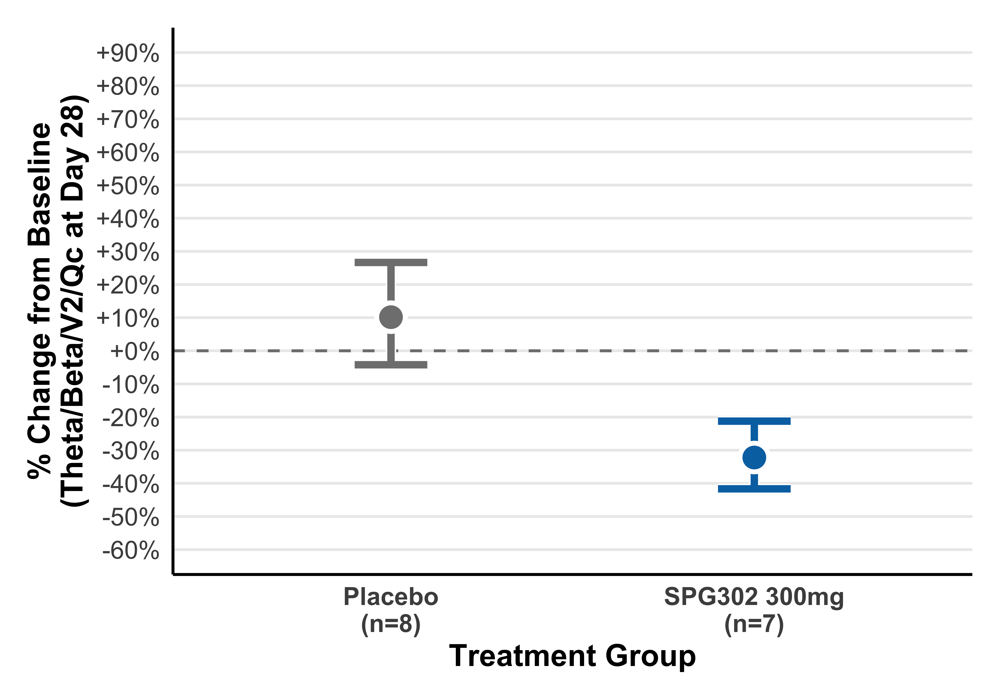 % Change from Baseline
(Theta/Beta/V2//Qc at Day 28)
+90%
+80%
+70%
+60%
+50%
+40%
+30%
+20%
+10%
+0%
-10%
-20%
-30%
-40%
-50%
-60%
Placebo
(n=8)
SPG302 300mg
(n=7)
Treatment Group